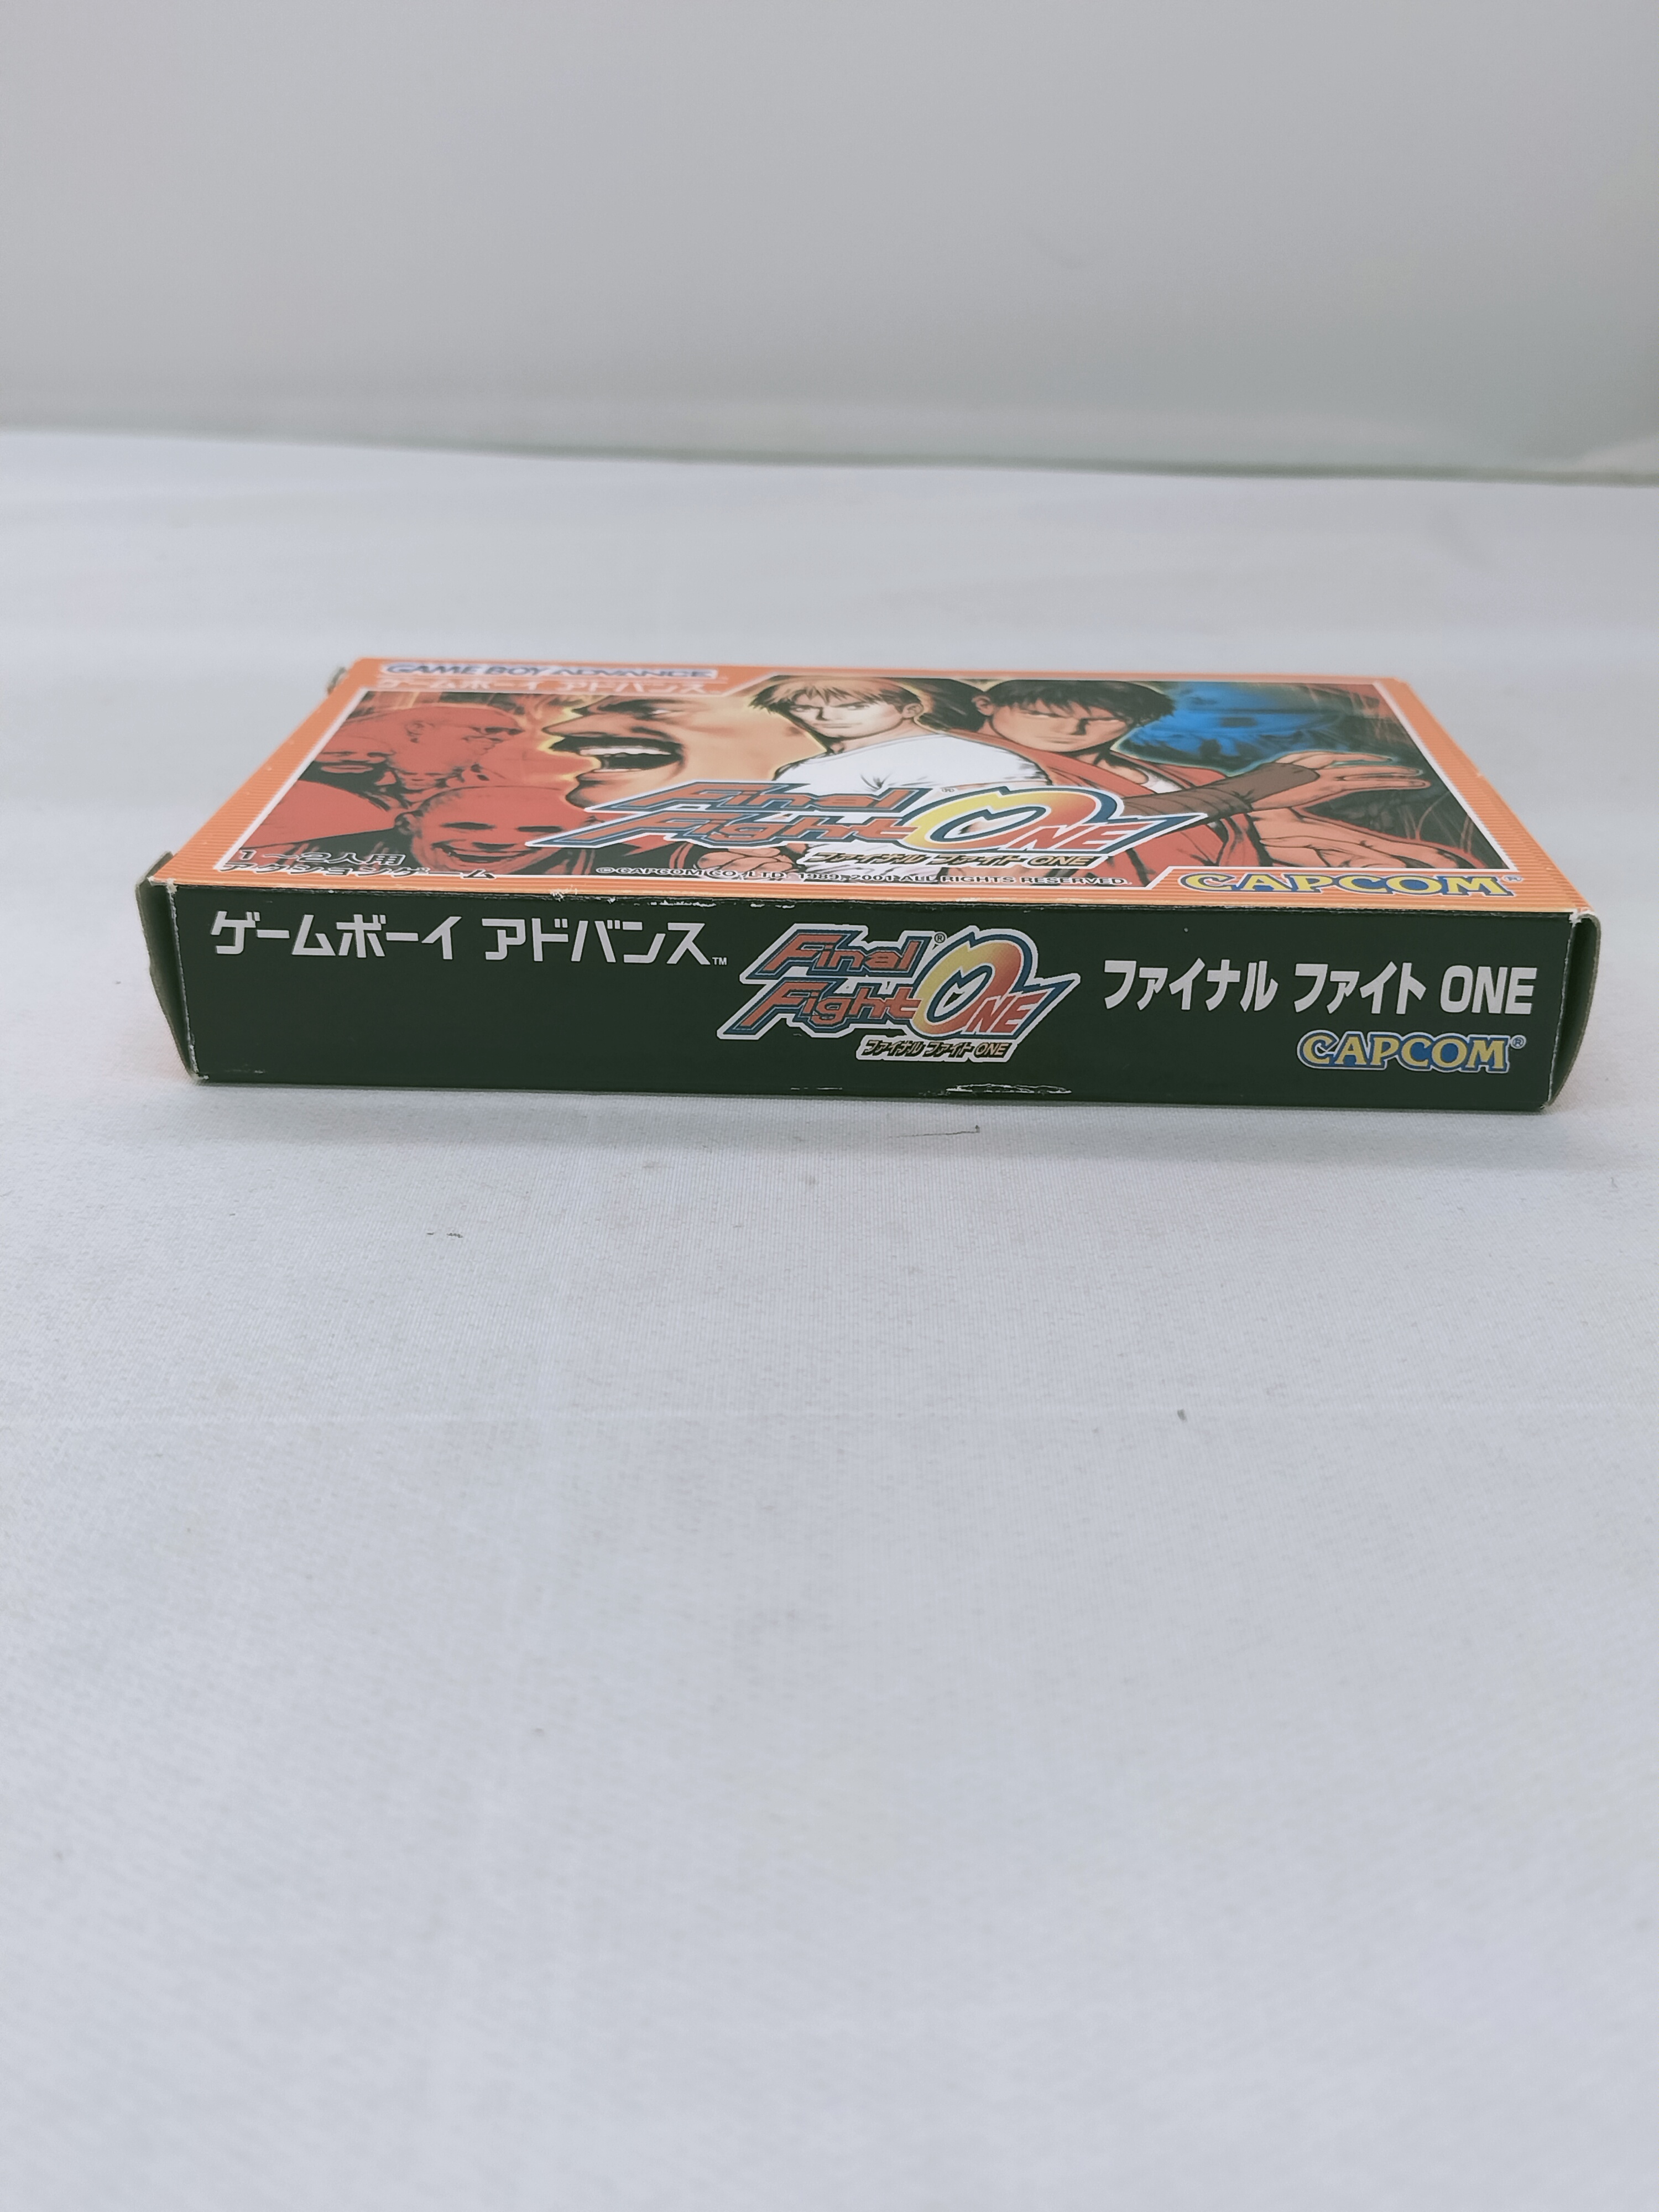 GAME BOY ADVANCE
ゲームボーイ アドバンス
Final Fight ONE®
ファイナル ファイト ONE
1～2人用
アクションゲーム
©CAPCOM CO., LTD. 1989, 2001 ALL RIGHTS RESERVED.
CAPCOM®
ゲームボーイ アドバンス™
Final® Fight ONE
ファイナル ファイト ONE
ファイナル ファイト ONE
CAPCOM®